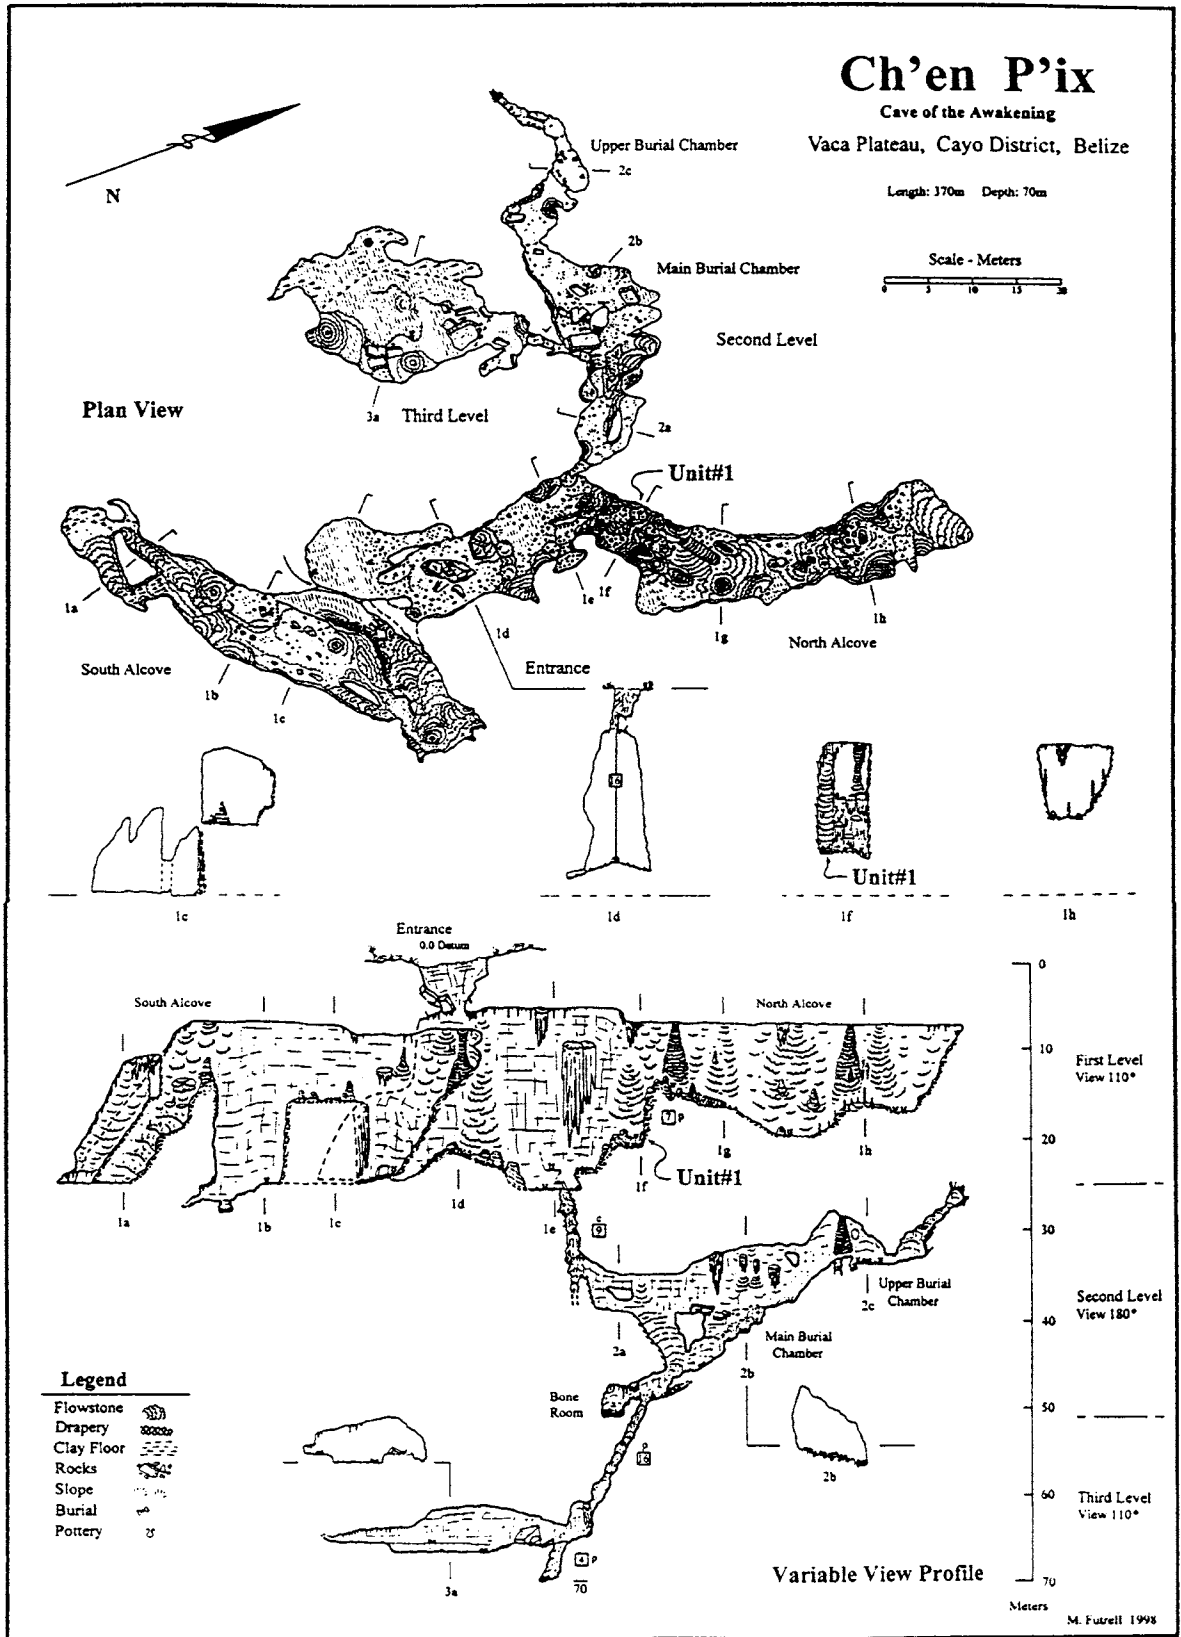 Ch'en P'ix
Cave of the Awakening
Vaca Plateau, Cayo District, Belize
Length: 370m Depth: 70m
Scale - Meters
0 5 10 15 20
N
Upper Burial Chamber
2c
2b
Main Burial Chamber
Second Level
3a
Third Level
2a
Plan View
Unit#1
1a
1e
1f
1d
1g
1h
North Alcove
South Alcove
Entrance
1b
1c
16
Unit#1
1c
1d
1f
1h
Entrance
0.0 Datum
0
South Alcove
North Alcove
10
First Level
View 110°
7 P
20
1g
1h
Unit#1
1a
1b
1c
1d
1e
1f
C
9
30
Upper Burial
Chamber
2c
Second Level
View 180°
40
2a
Main Burial
Chamber
2b
Legend
Flowstone
Drapery
Clay Floor
Rocks
Slope
Burial
Pottery
Bone
Room
50
16
2b
60
Third Level
View 110°
4 P
70
3a
Variable View Profile
70
Meters
M. Futrell 1998